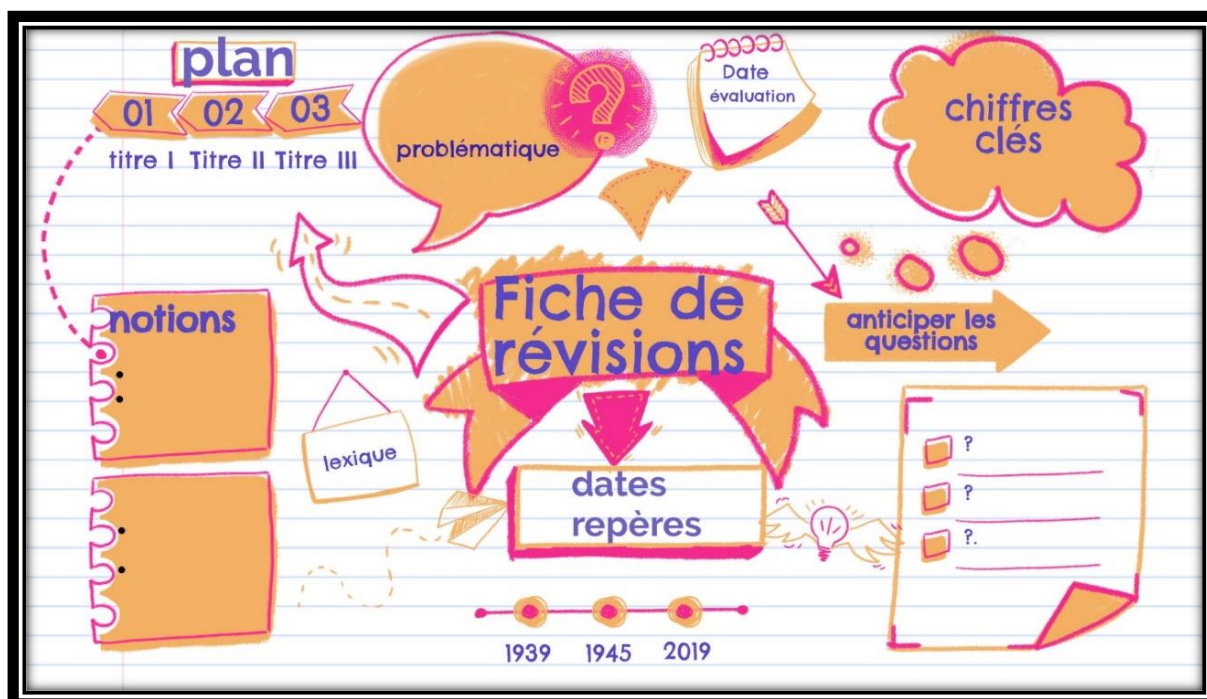 plan
01 02 03
titre I Titre II Titre III
problématique
?
Date
évaluation
chiffres
clés
Fiche de
révisions
anticiper les
questions
notions
lexique
dates
repères
?
?
?.
1939 1945 2019